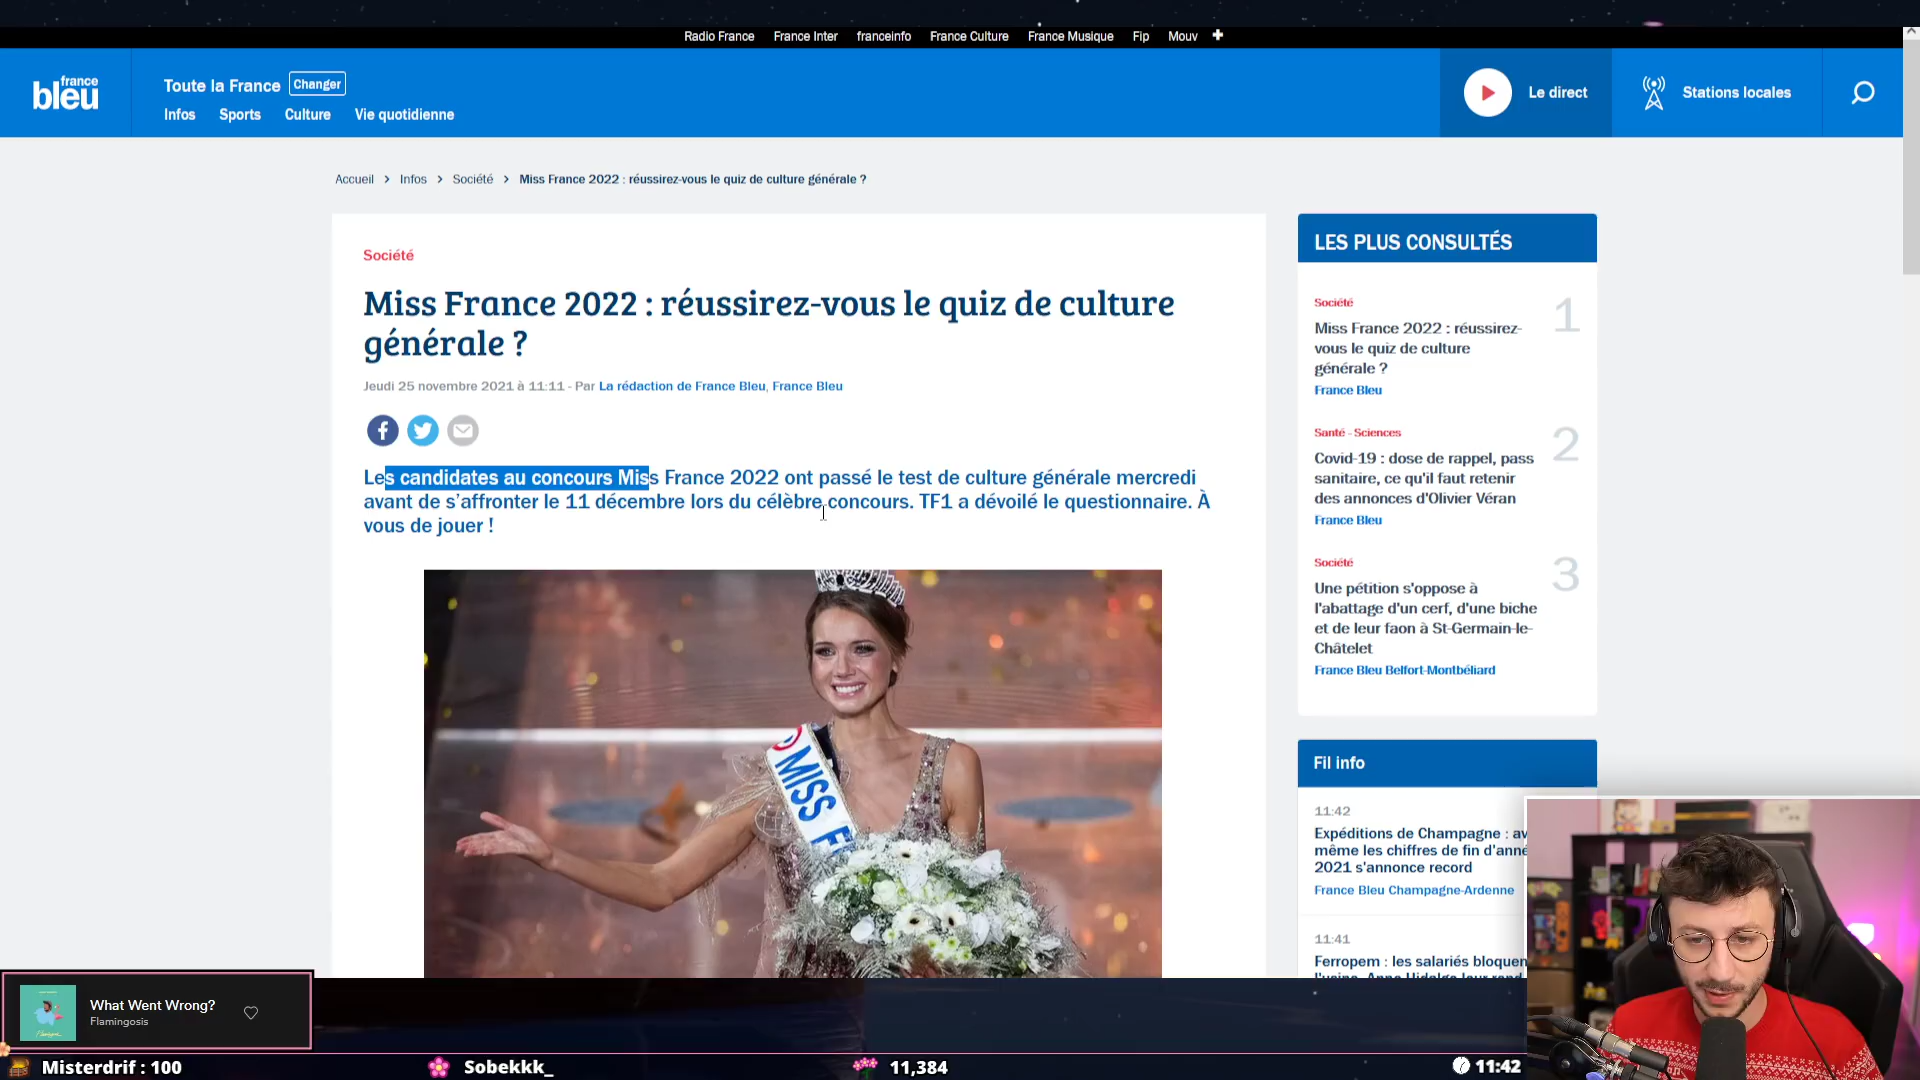 Radio France France Inter franceinfo France Culture France Musique Fip Mouv
france
bleu
Toute la France Changer
Infos Sports Culture Vie quotidienne
Le direct
Stations locales
Accueil > Infos > Société > Miss France 2022 : réussirez-vous le quiz de culture générale ?
Société
Miss France 2022 : réussirez-vous le quiz de culture
générale ?
Jeudi 25 novembre 2021 à 11:11 - Par La rédaction de France Bleu, France Bleu
Les candidates au concours Miss France 2022 ont passé le test de culture générale mercredi
avant de s'affronter le 11 décembre lors du célèbre concours. TF1 a dévoilé le questionnaire. À
vous de jouer !
MISS F
LES PLUS CONSULTÉS
Société
1
Miss France 2022 : réussirez-
vous le quiz de culture
générale ?
France Bleu
Santé - Sciences
2
Covid-19 : dose de rappel, pass
sanitaire, ce qu'il faut retenir
des annonces d'Olivier Véran
France Bleu
Société
3
Une pétition s'oppose à
l'abattage d'un cerf, d'une biche
et de leur faon à St-Germain-le-
Châtelet
France Bleu Belfort-Montbéliard
Fil info
11:42
Expéditions de Champagne : av
même les chiffres de fin d'anné
2021 s'annonce record
France Bleu Champagne-Ardenne
11:41
Ferropem : les salariés bloquen
l'usine, Anne Hidalgo leur rend
What Went Wrong?
Flamingosis
Misterdrif : 100
Sobekkk_
11,384
11:42